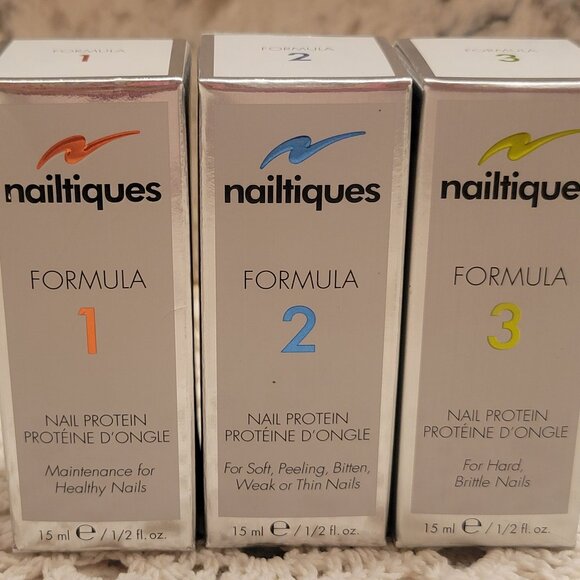 FORMULA
1
nailtiques
FORMULA
1
NAIL PROTEIN
PROTÉINE D'ONGLE
Maintenance for
Healthy Nails
15 ml e / 1/2 fl. oz.
FORMULA
2
nailtiques
FORMULA
2
NAIL PROTEIN
PROTÉINE D'ONGLE
For Soft, Peeling, Bitten,
Weak or Thin Nails
15 ml e / 1/2 fl. oz.
FORMULA
3
nailtique
FORMULA
3
NAIL PROTEIN
PROTÉINE D'ONGLE
For Hard,
Brittle Nails
15 ml e / 1/2 fl. oz.